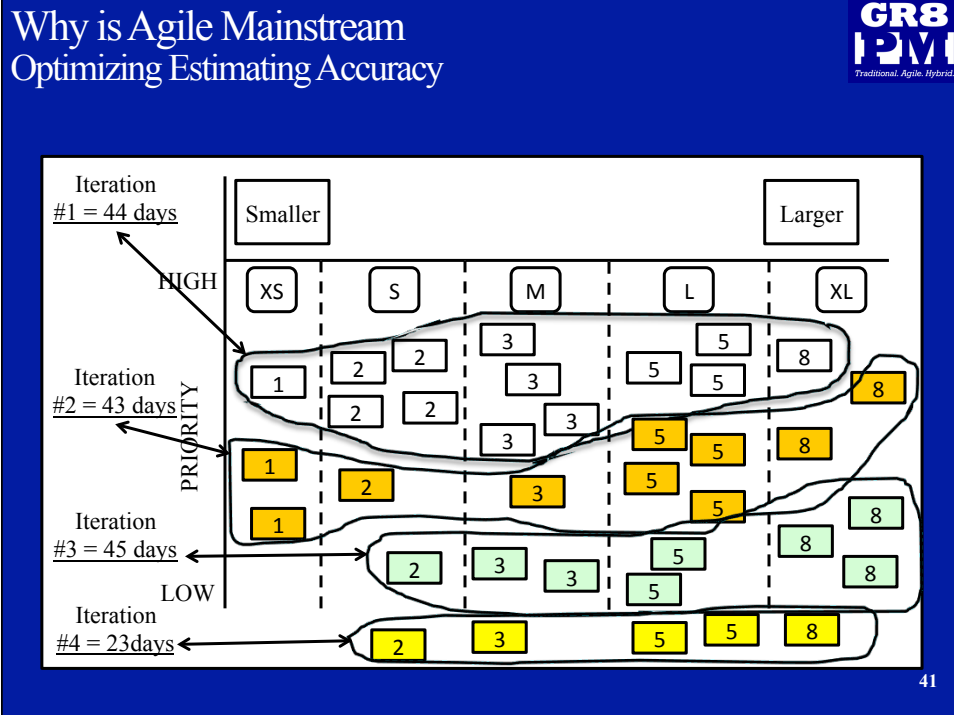 Why is Agile Mainstream
Optimizing Estimating Accuracy
GR8
PM
Traditional. Agile. Hybrid.
Iteration
#1 = 44 days
Smaller
Larger
HIGH
XS
S
M
L
XL
1
2
2
2
2
3
3
3
3
5
5
5
8
Iteration
#2 = 43 days
PRIORITY
1
1
2
3
5
5
5
5
8
8
Iteration
#3 = 45 days
LOW
2
3
3
5
5
8
8
8
Iteration
#4 = 23days
2
3
5
5
8
41